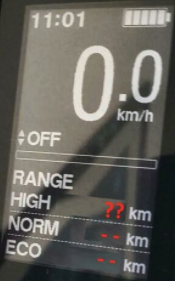 11:01
0.0
km/h
OFF
RANGE
HIGH ?? km
NORM -- km
ECO -- km